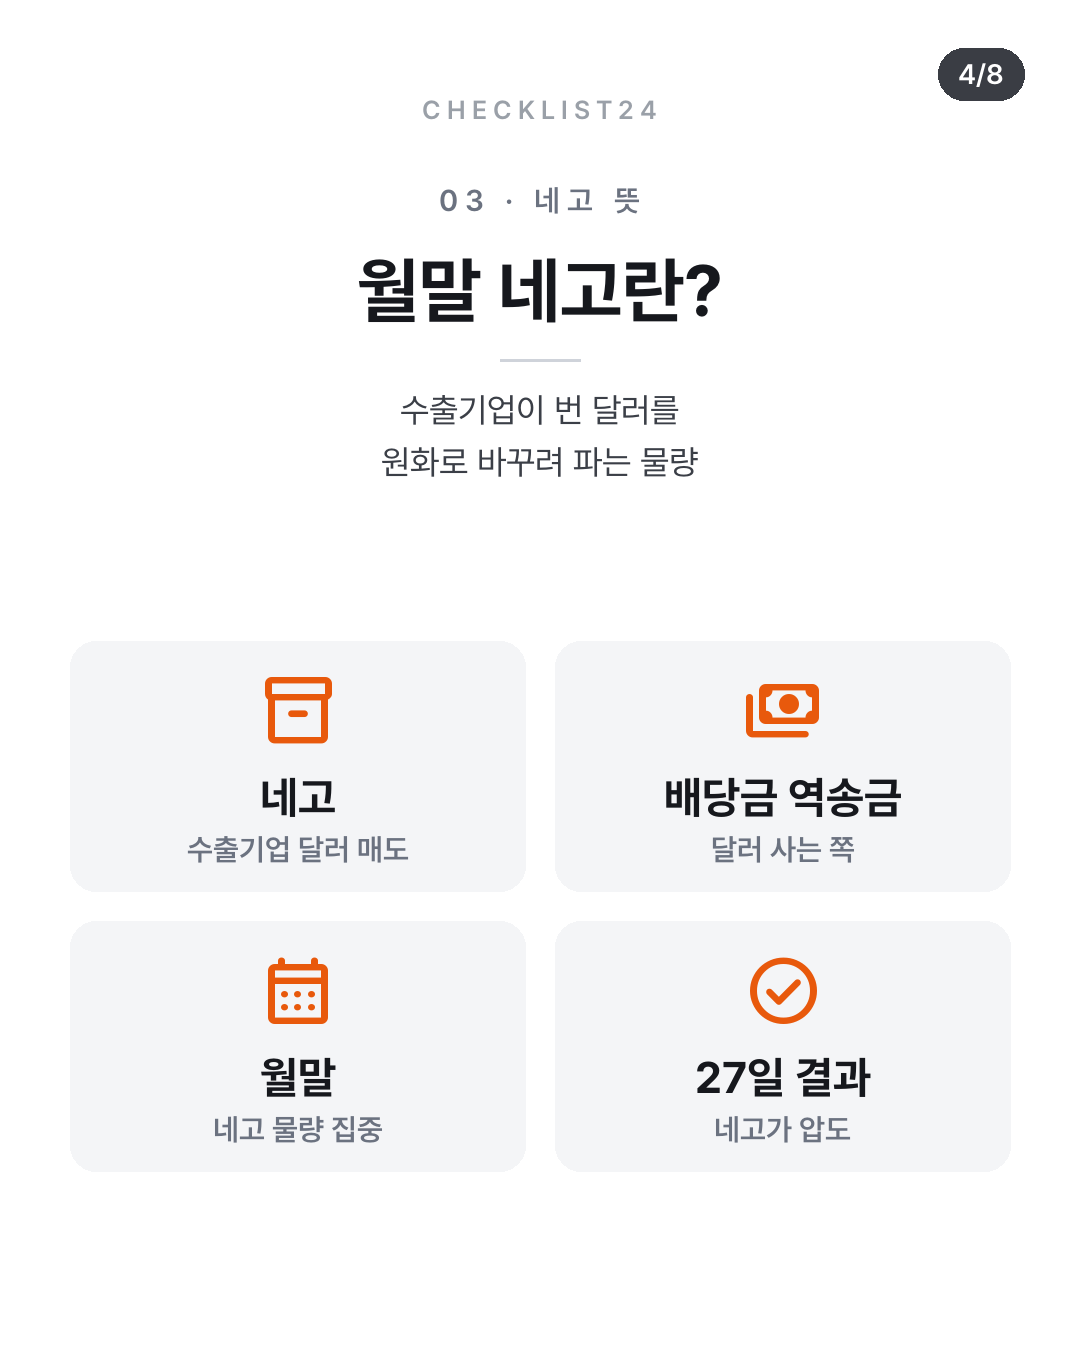 4/8
CHECKLIST24
03 · 네고 뜻
월말 네고란?
수출기업이 번 달러를
원화로 바꾸려 파는 물량
네고
수출기업 달러 매도
배당금 역송금
달러 사는 쪽
월말
네고 물량 집중
27일 결과
네고가 압도